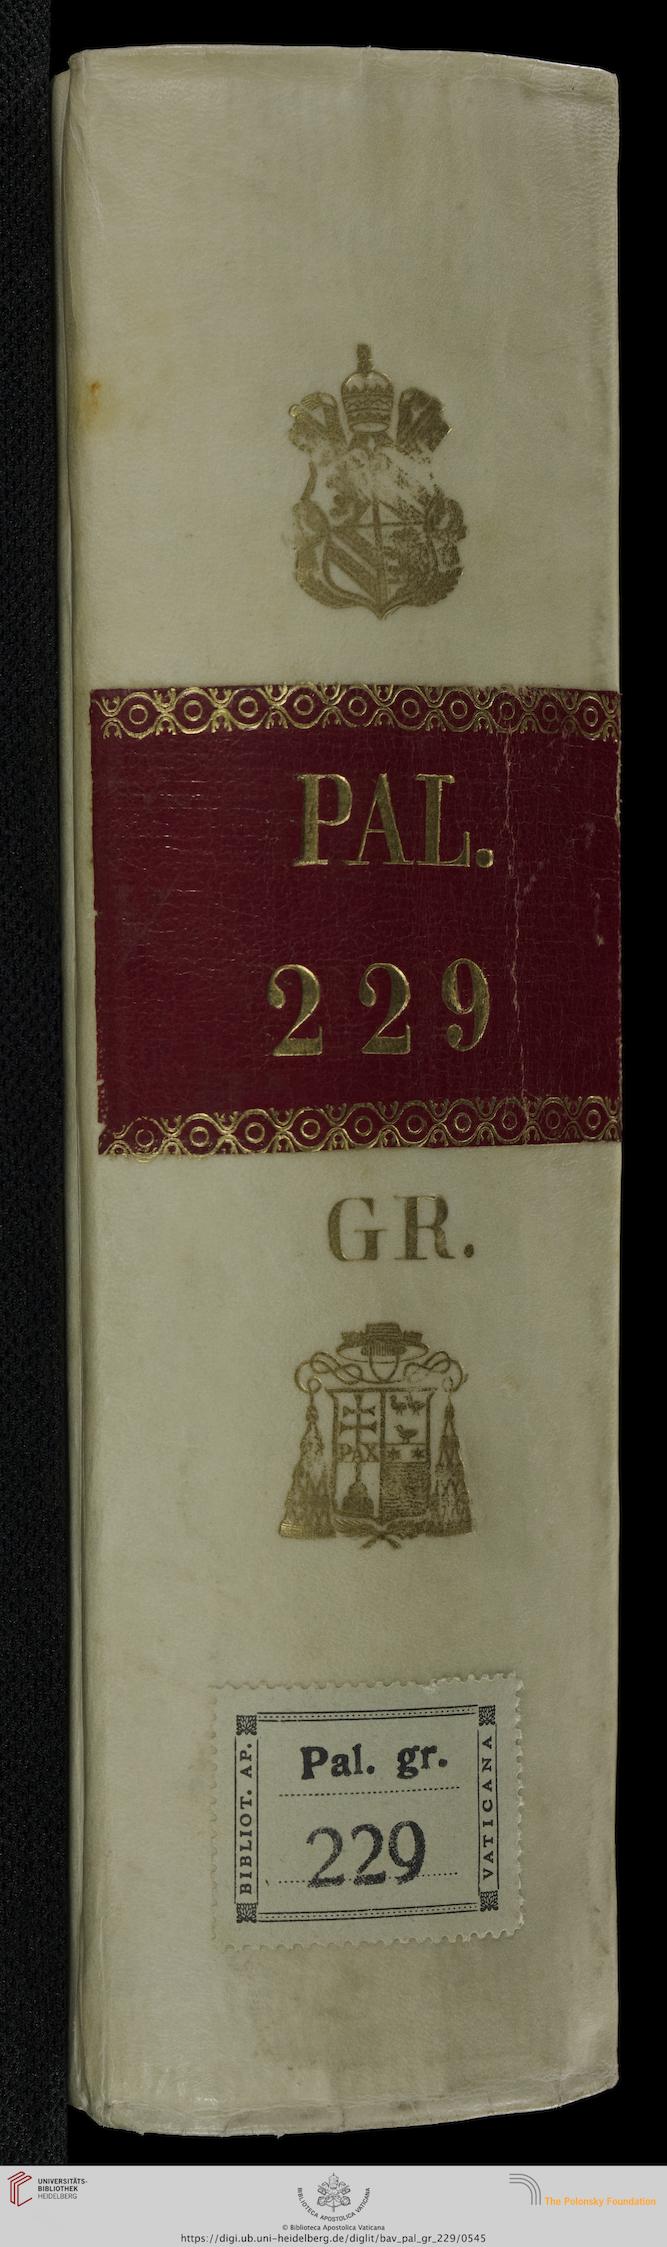 PAL.
229
GR.
PAX
BIBLIOT. AP.
Pal. gr.
229
VATICANA
UNIVERSITÄTS-
BIBLIOTHEK
HEIDELBERG
BIBLIOTECA APOSTOLICA VATICANA
© Biblioteca Apostolica Vaticana
The Polonsky Foundation
https://digi.ub.uni-heidelberg.de/diglit/bav_pal_gr_229/0545